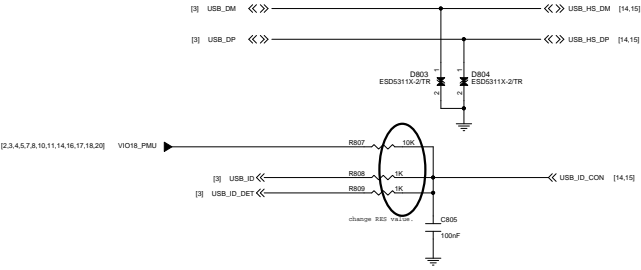 [3] USB_DM USB_HS_DM [14,15]
[3] USB_DP USB_HS_DP [14,15]
1 1
D803 D804
ESD5311X-2/TR ESD5311X-2/TR
2 2
[2,3,4,5,7,8,10,11,14,16,17,18,20] VIO18_PMU R807 10K
[3] USB_ID R808 1K USB_ID_CON [14,15]
[3] USB_ID_DET R809 1K
change RES value. C805
100nF